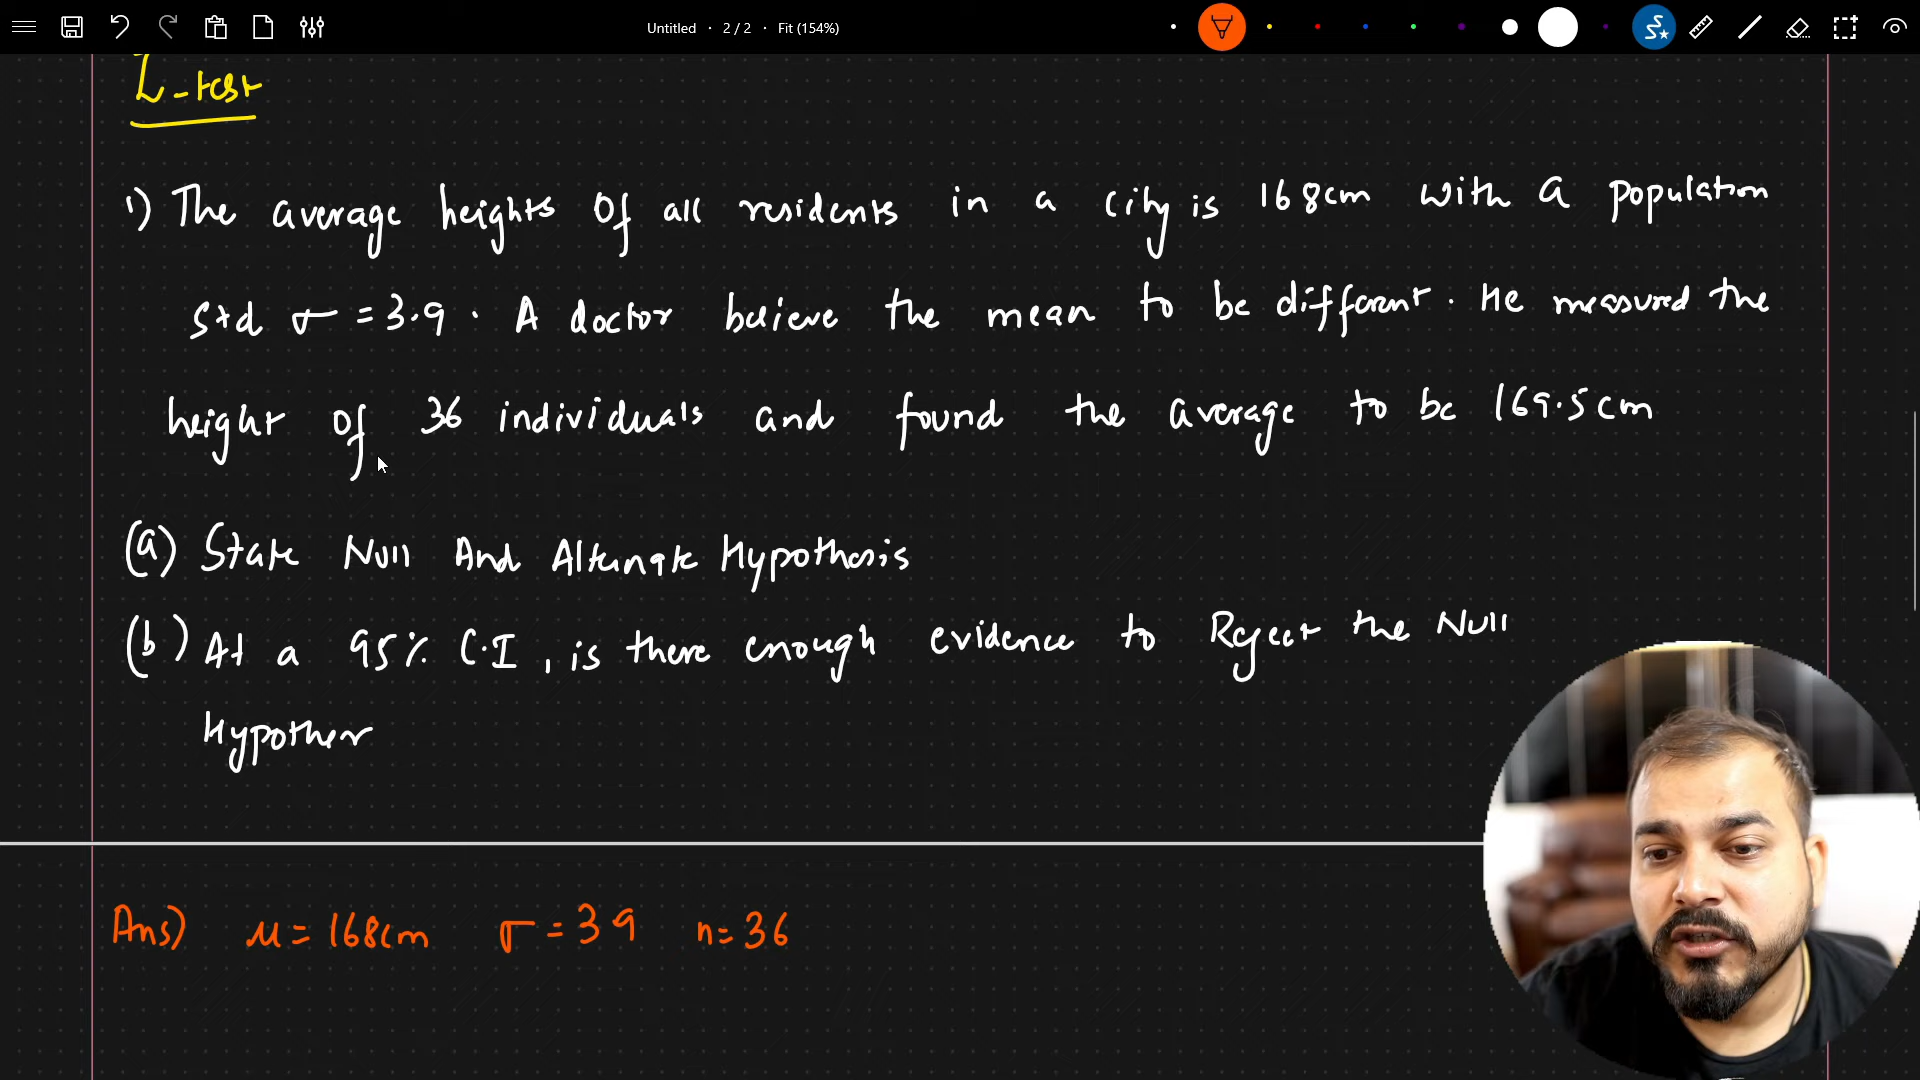 Untitled · 2 / 2 · Fit (154%)
Z-test
1) The average heights of all residents in a city is 168cm with a population
std σ = 3.9 . A doctor believe the mean to be different. He measured the
height of 36 individuals and found the average to be 169.5cm
(a) State Null And Alternate Hypothesis
(b) At a 95% C.I , is there enough evidence to Reject the Null
Hypothesis
Ans) μ = 168cm σ = 3.9 n = 36